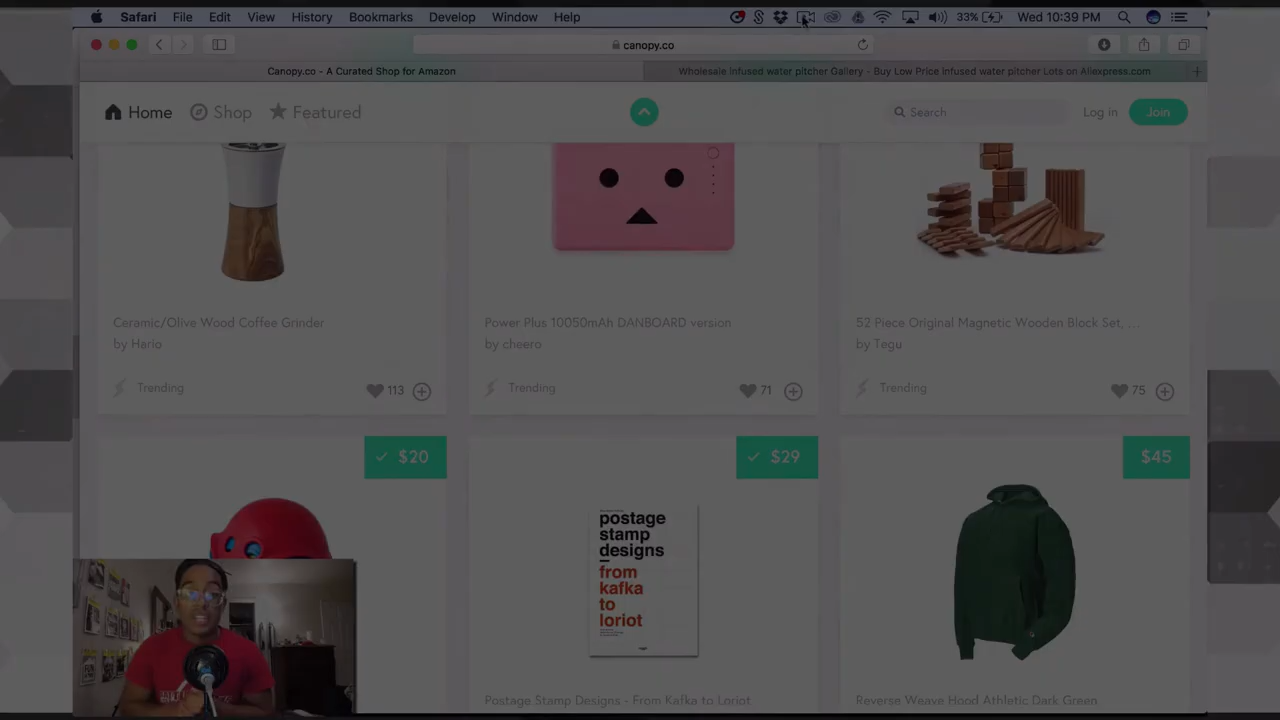 Safari File Edit View History Bookmarks Develop Window Help 33% Wed 10:39 PM
canopy.co
Canopy.co - A Curated Shop for Amazon
Wholesale infused water pitcher Gallery - Buy Low Price Infused water pitcher Lots on Aliexpress.com
Home Shop Featured Search Log in Join
Ceramic/Olive Wood Coffee Grinder
by Hario
Trending 113
Power Plus 10050mAh DANBOARD version
by cheero
Trending 71
52 Piece Original Magnetic Wooden Block Set, ...
by Tegu
Trending 75
$20
$29
$45
postage
stamp
designs
from
kafka
to
loriot
Postage Stamp Designs - From Kafka to Loriot
Reverse Weave Hood Athletic Dark Green